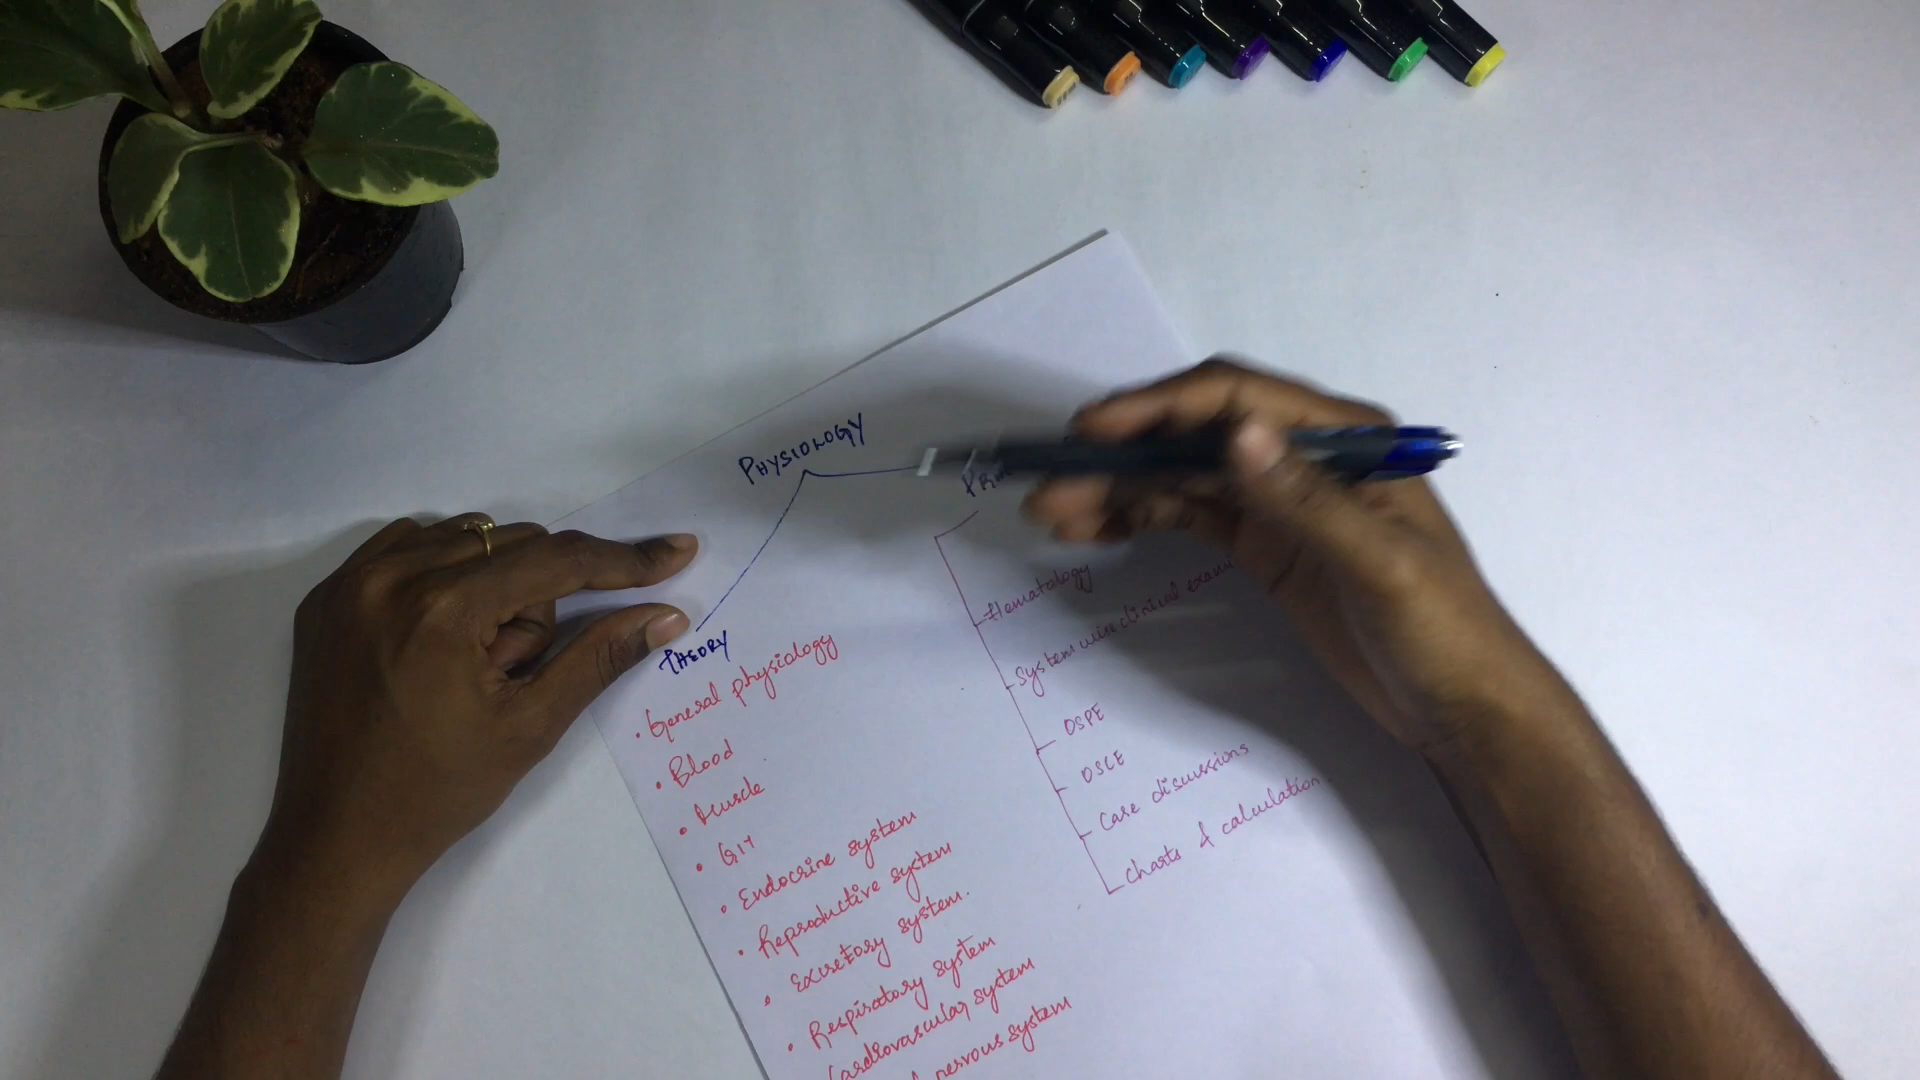 PHYSIOLOGY
THEORY
• General physiology
• Blood
• Muscle
• GIT
• Endocrine system
• Reproductive system
• Excretory system.
• Respiratory system
Cardiovascular system
nervous system
Hematology
System wise clinical
OSPE
OSCE
Case discussions
charts & calculation